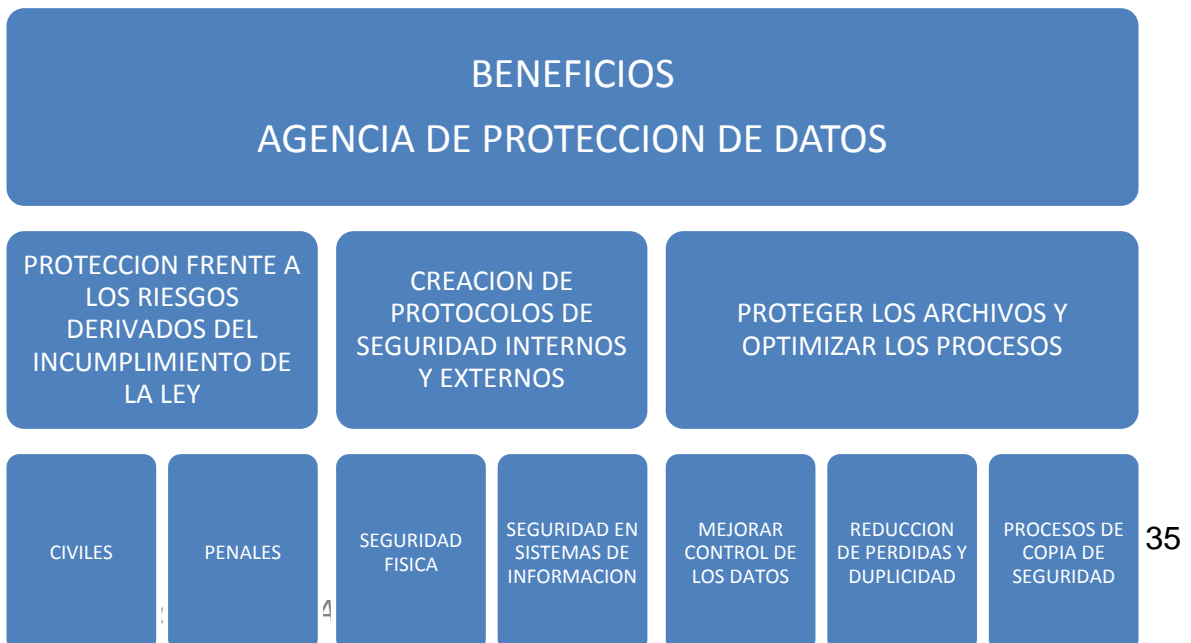 BENEFICIOS
AGENCIA DE PROTECCION DE DATOS
PROTECCION FRENTE A
LOS RIESGOS
DERIVADOS DEL
INCUMPLIMIENTO DE
LA LEY
CREACION DE
PROTOCOLOS DE
SEGURIDAD INTERNOS
Y EXTERNOS
PROTEGER LOS ARCHIVOS Y
OPTIMIZAR LOS PROCESOS
CIVILES
PENALES
SEGURIDAD
FISICA
SEGURIDAD EN
SISTEMAS DE
INFORMACION
MEJORAR
CONTROL DE
LOS DATOS
REDUCCION
DE PERDIDAS Y
DUPLICIDAD
PROCESOS DE
COPIA DE
SEGURIDAD
35